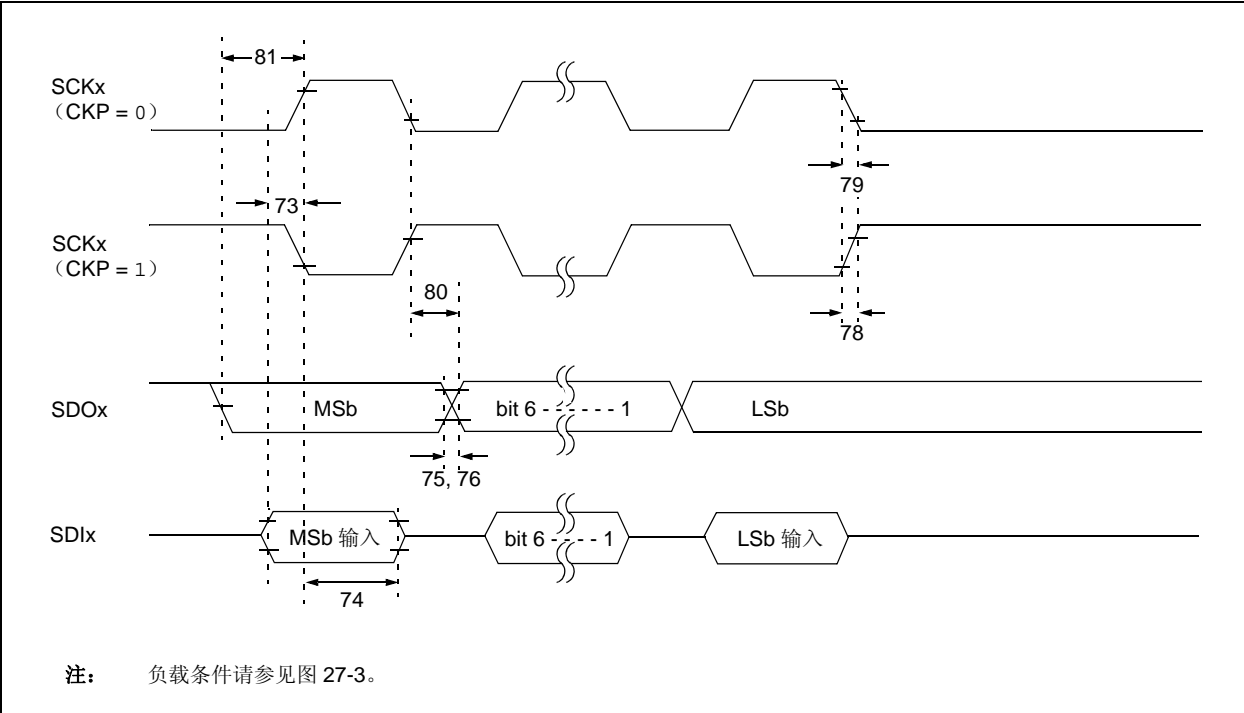 81
SCKx
（CKP = 0）
79
73
SCKx
（CKP = 1）
80
78
SDOx
MSb
bit 6 - - - - - - 1
LSb
75, 76
SDIx
MSb 输入
bit 6 - - - - - 1
LSb 输入
74
注： 负载条件请参见图 27-3。